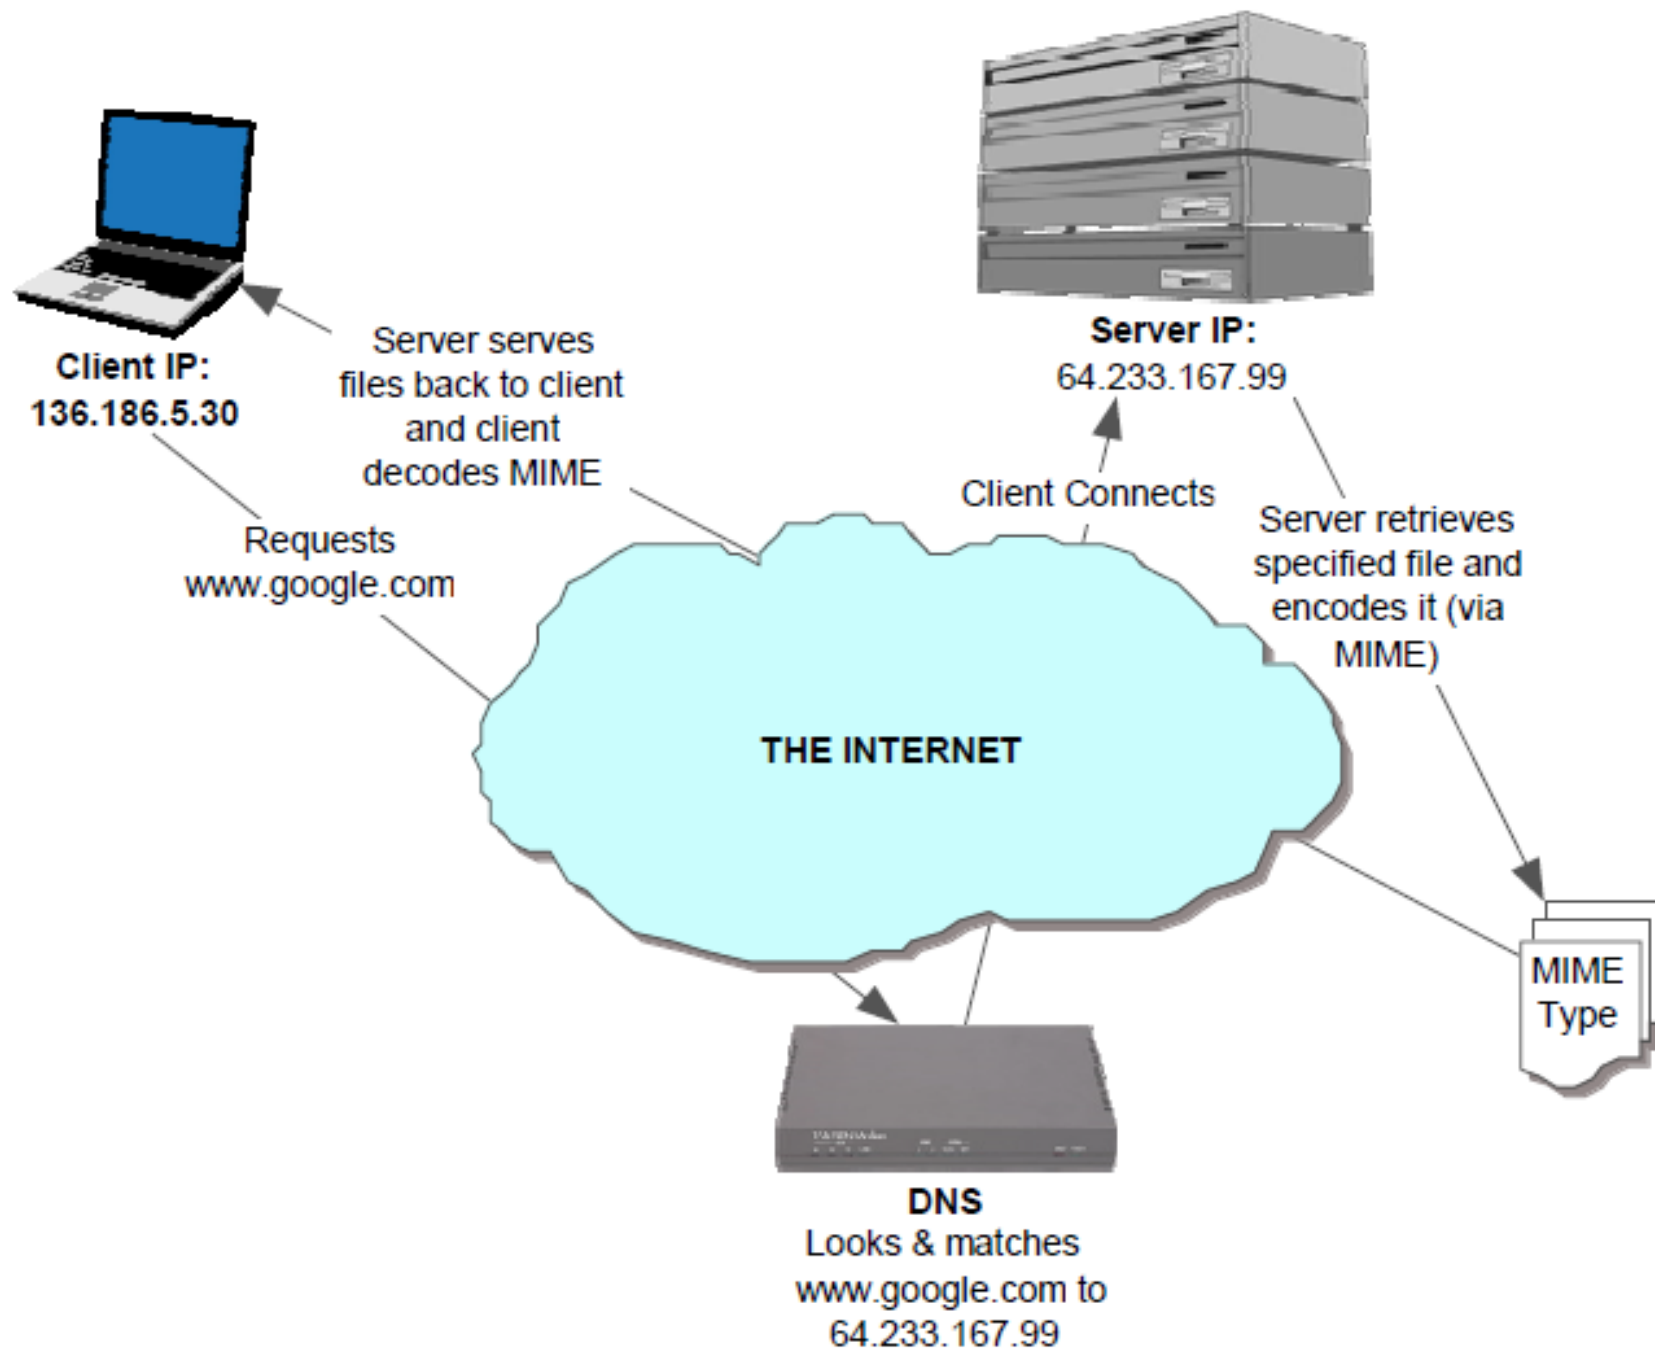 Client IP:
136.186.5.30
Server serves
files back to client
and client
decodes MIME
Server IP:
64.233.167.99
Client Connects
Requests
www.google.com
Server retrieves
specified file and
encodes it (via
MIME)
THE INTERNET
MIME
Type
DNS
Looks & matches
www.google.com to
64.233.167.99